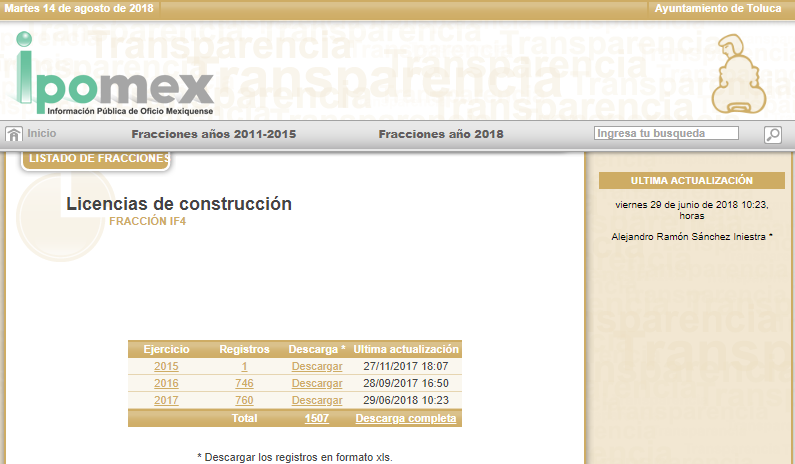 Martes 14 de agosto de 2018
Ayuntamiento de Toluca
Transparencia
Transparencia
ipomex
Información Pública de Oficio Mexiquense
Inicio
Fracciones años 2011-2015
Fracciones año 2018
Ingresa tu busqueda
LISTADO DE FRACCIONES
Licencias de construcción
FRACCIÓN IF4
Ejercicio Registros Descarga * Ultima actualización
2015 1 Descargar 27/11/2017 18:07
2016 746 Descargar 28/09/2017 16:50
2017 760 Descargar 29/06/2018 10:23
Total 1507 Descarga completa
* Descargar los registros en formato xls.
ULTIMA ACTUALIZACIÓN
viernes 29 de junio de 2018 10:23,
horas
Alejandro Ramón Sánchez Iniestra *